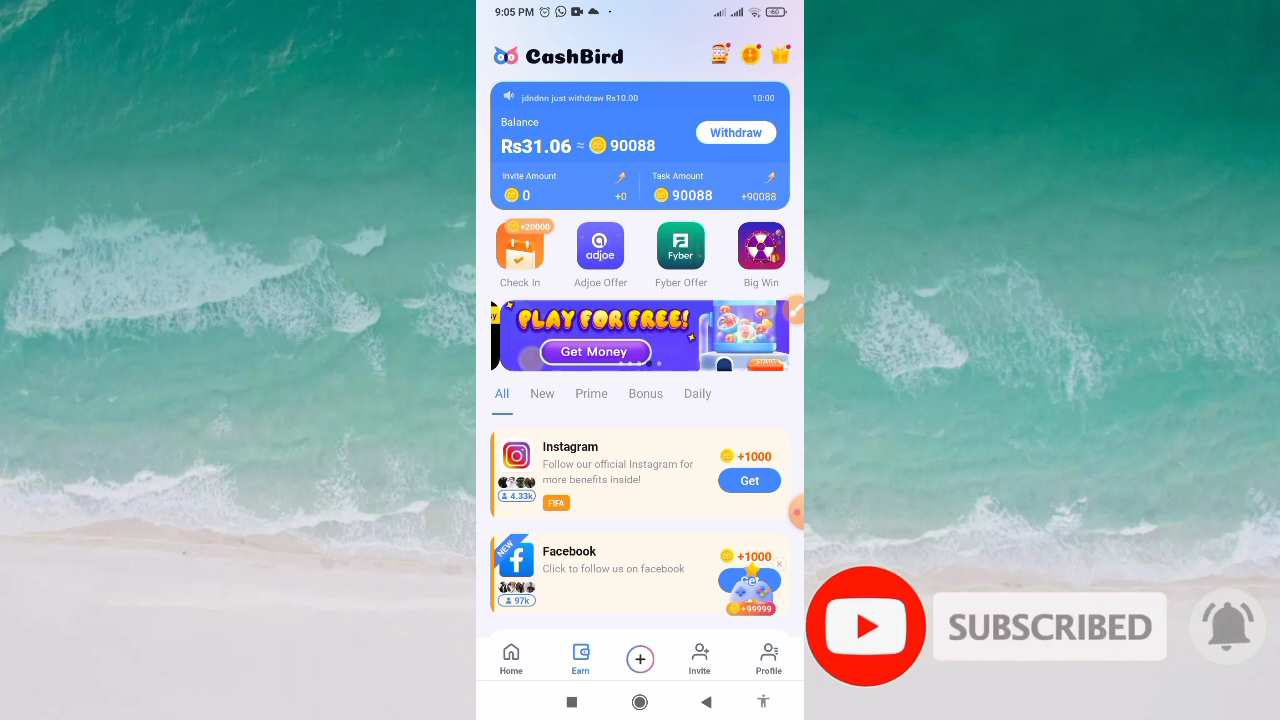 9:05 PM
60
CashBird
jdndnn just withdraw Rs10.00
10:00
Balance
Rs31.06 ≈ 90088
Withdraw
Invite Amount
Task Amount
0
+0
90088
+90088
+20000
adjoe
Fyber
Check In
Adjoe Offer
Fyber Offer
Big Win
PLAY FOR FREE!
Get Money
All
New
Prime
Bonus
Daily
Instagram
+1000
Follow our official Instagram for
more benefits inside!
Get
4.33k
FIFA
NEW
Facebook
+1000
Click to follow us on facebook
Get
97k
+99999
Home
Earn
Invite
Profile
SUBSCRIBED